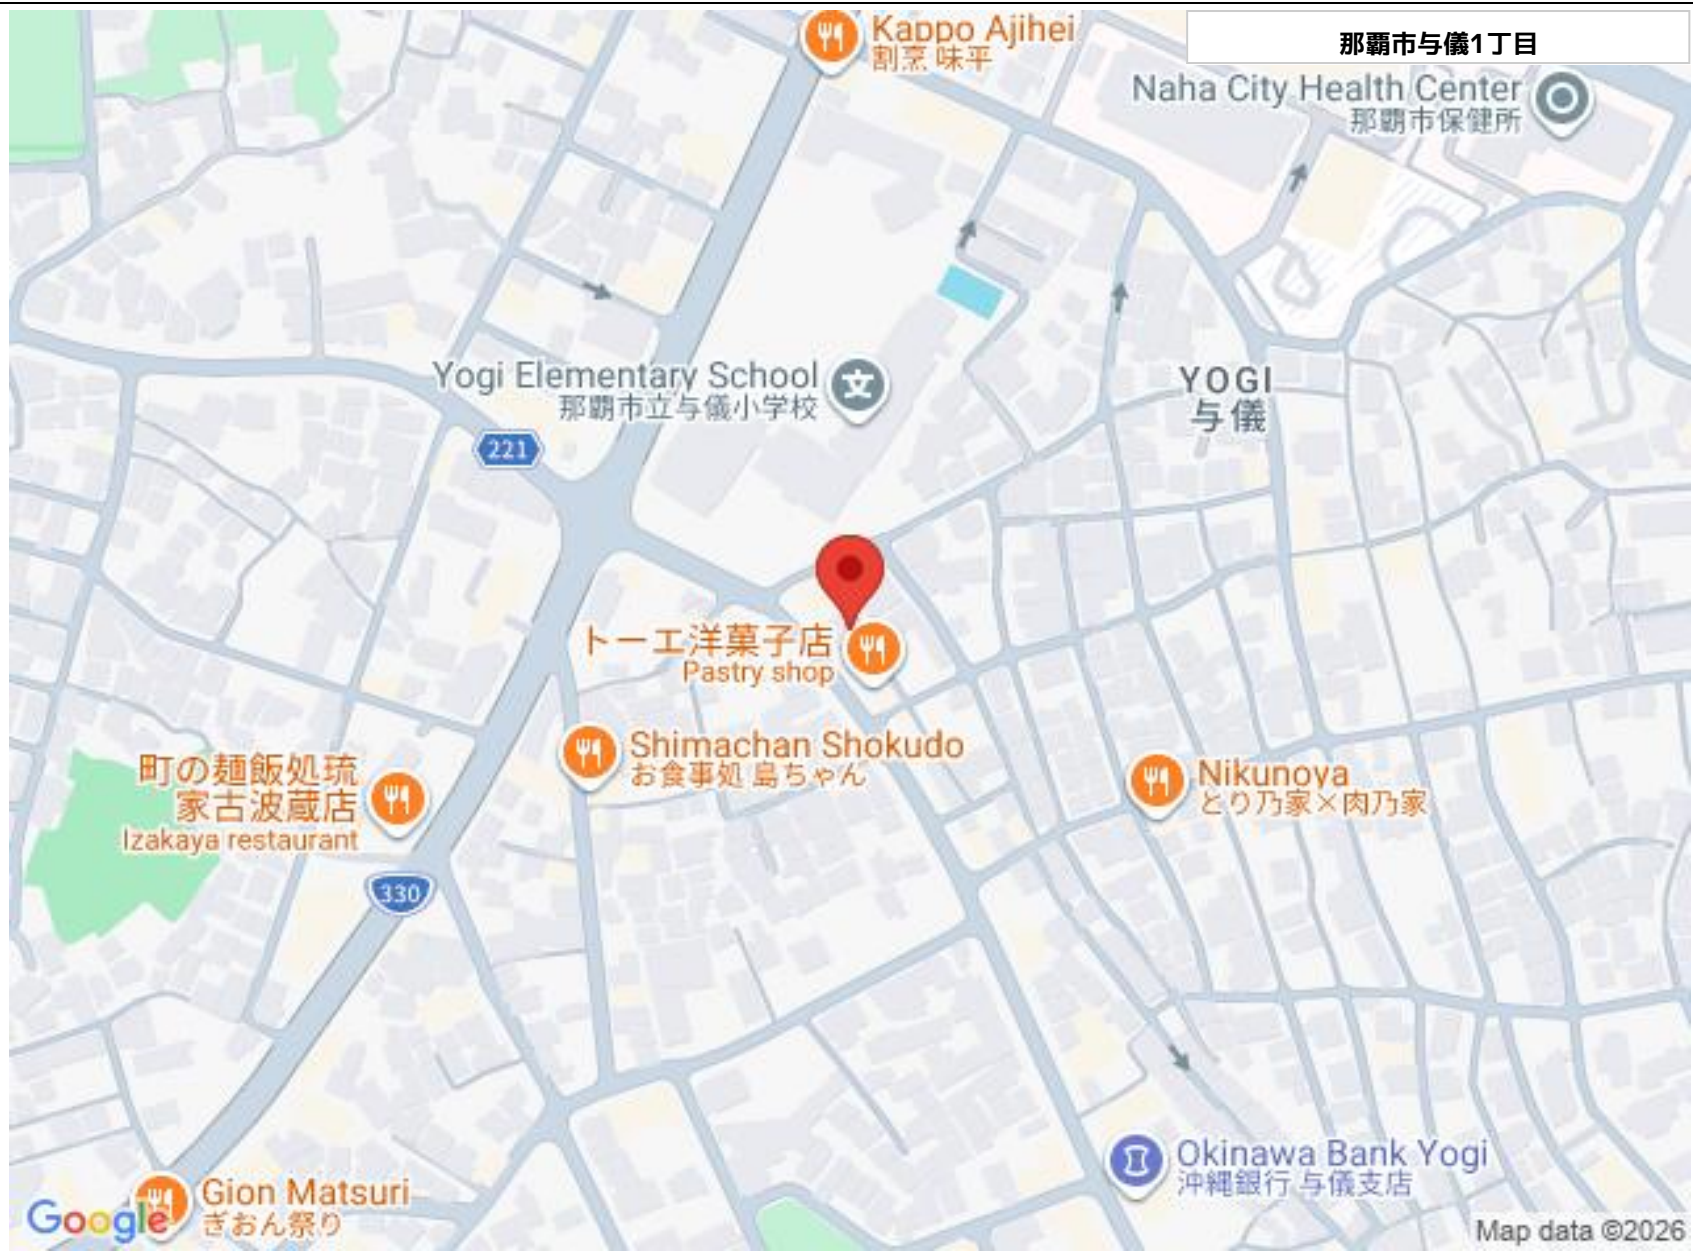 那覇市与儀1丁目
Kappo Ajihei
割烹 味平
Naha City Health Center
那覇市保健所
Yogi Elementary School
那覇市立与儀小学校
YOGI
与儀
221
トーエ洋菓子店
Pastry shop
Shimachan Shokudo
お食事処 島ちゃん
町の麺飯処琉
家古波蔵店
Izakaya restaurant
Nikunoya
とり乃家×肉乃家
330
Okinawa Bank Yogi
沖縄銀行 与儀支店
Gion Matsuri
ぎおん祭り
Google
Map data ©2026